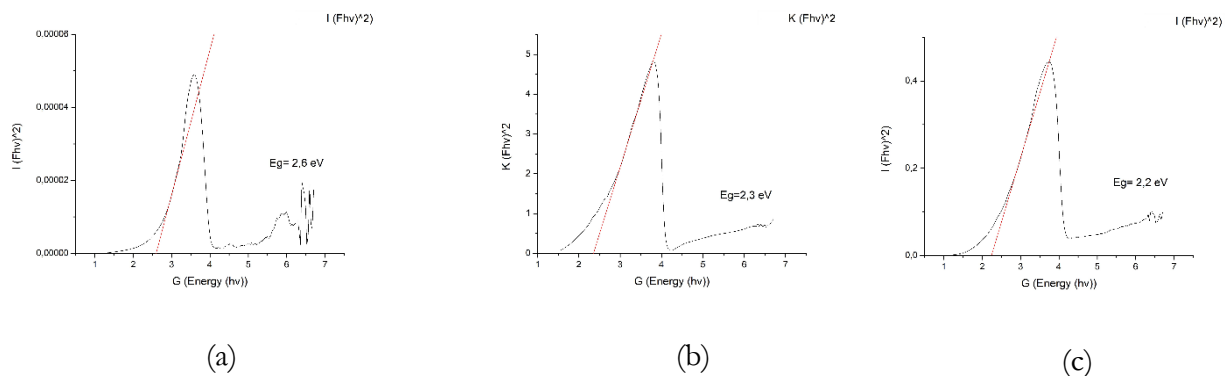 I (Fhv)^2)
0,00006
0,00004
0,00002
0,00000
I (Fhv)^2)
Eg= 2,6 eV
1 2 3 4 5 6 7
G (Energy (hv))
(a)
K (Fhv)^2
5
4
3
2
1
0
K (Fhv)^2
Eg=2,3 eV
1 2 3 4 5 6 7
G (Energy (hv))
(b)
I (Fhv)^2)
0,4
0,2
0,0
I (Fhv)^2)
Eg= 2,2 eV
1 2 3 4 5 6 7
G (Energy (hv))
(c)